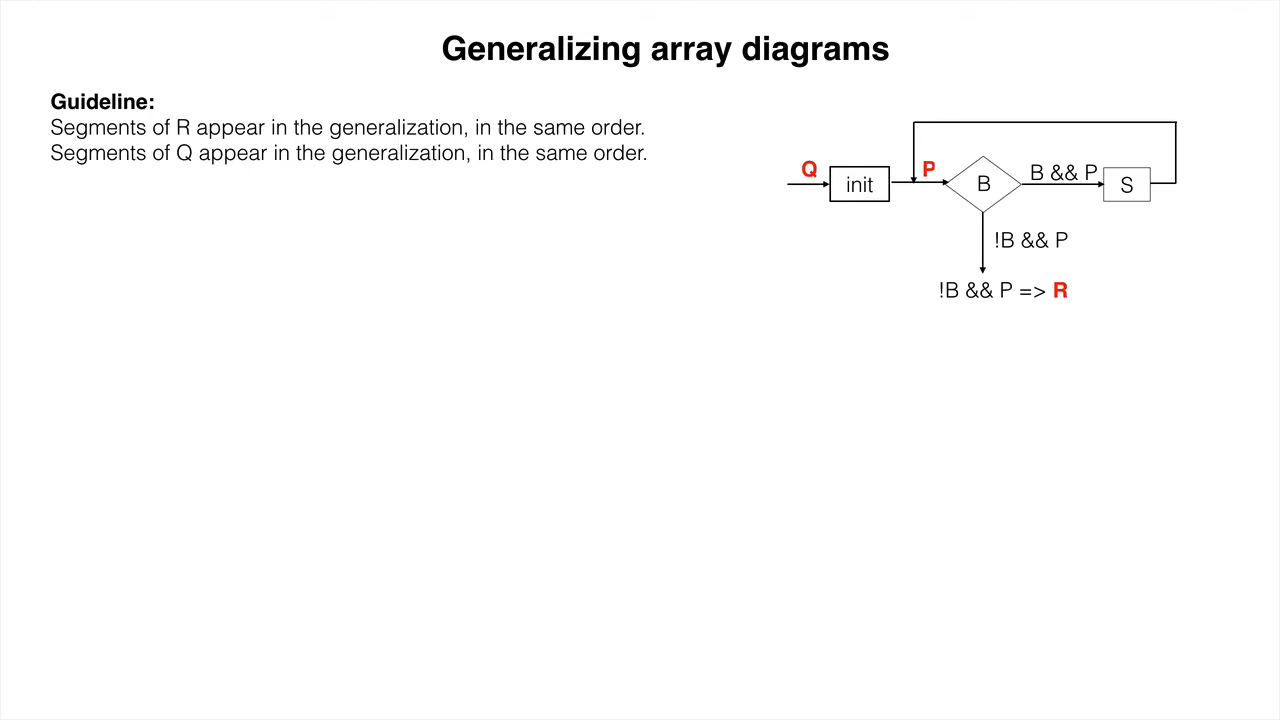 Generalizing array diagrams
Guideline:
Segments of R appear in the generalization, in the same order.
Segments of Q appear in the generalization, in the same order.
Q
init
P
B
B && P
S
!B && P
!B && P => R